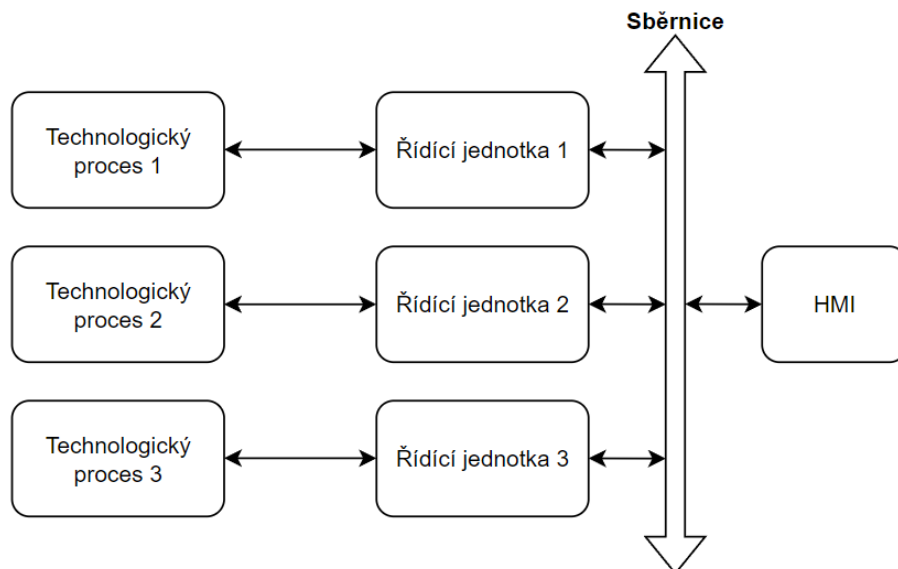 Sběrnice
Technologický
proces 1
Řídící jednotka 1
Technologický
proces 2
Řídící jednotka 2
HMI
Technologický
proces 3
Řídící jednotka 3